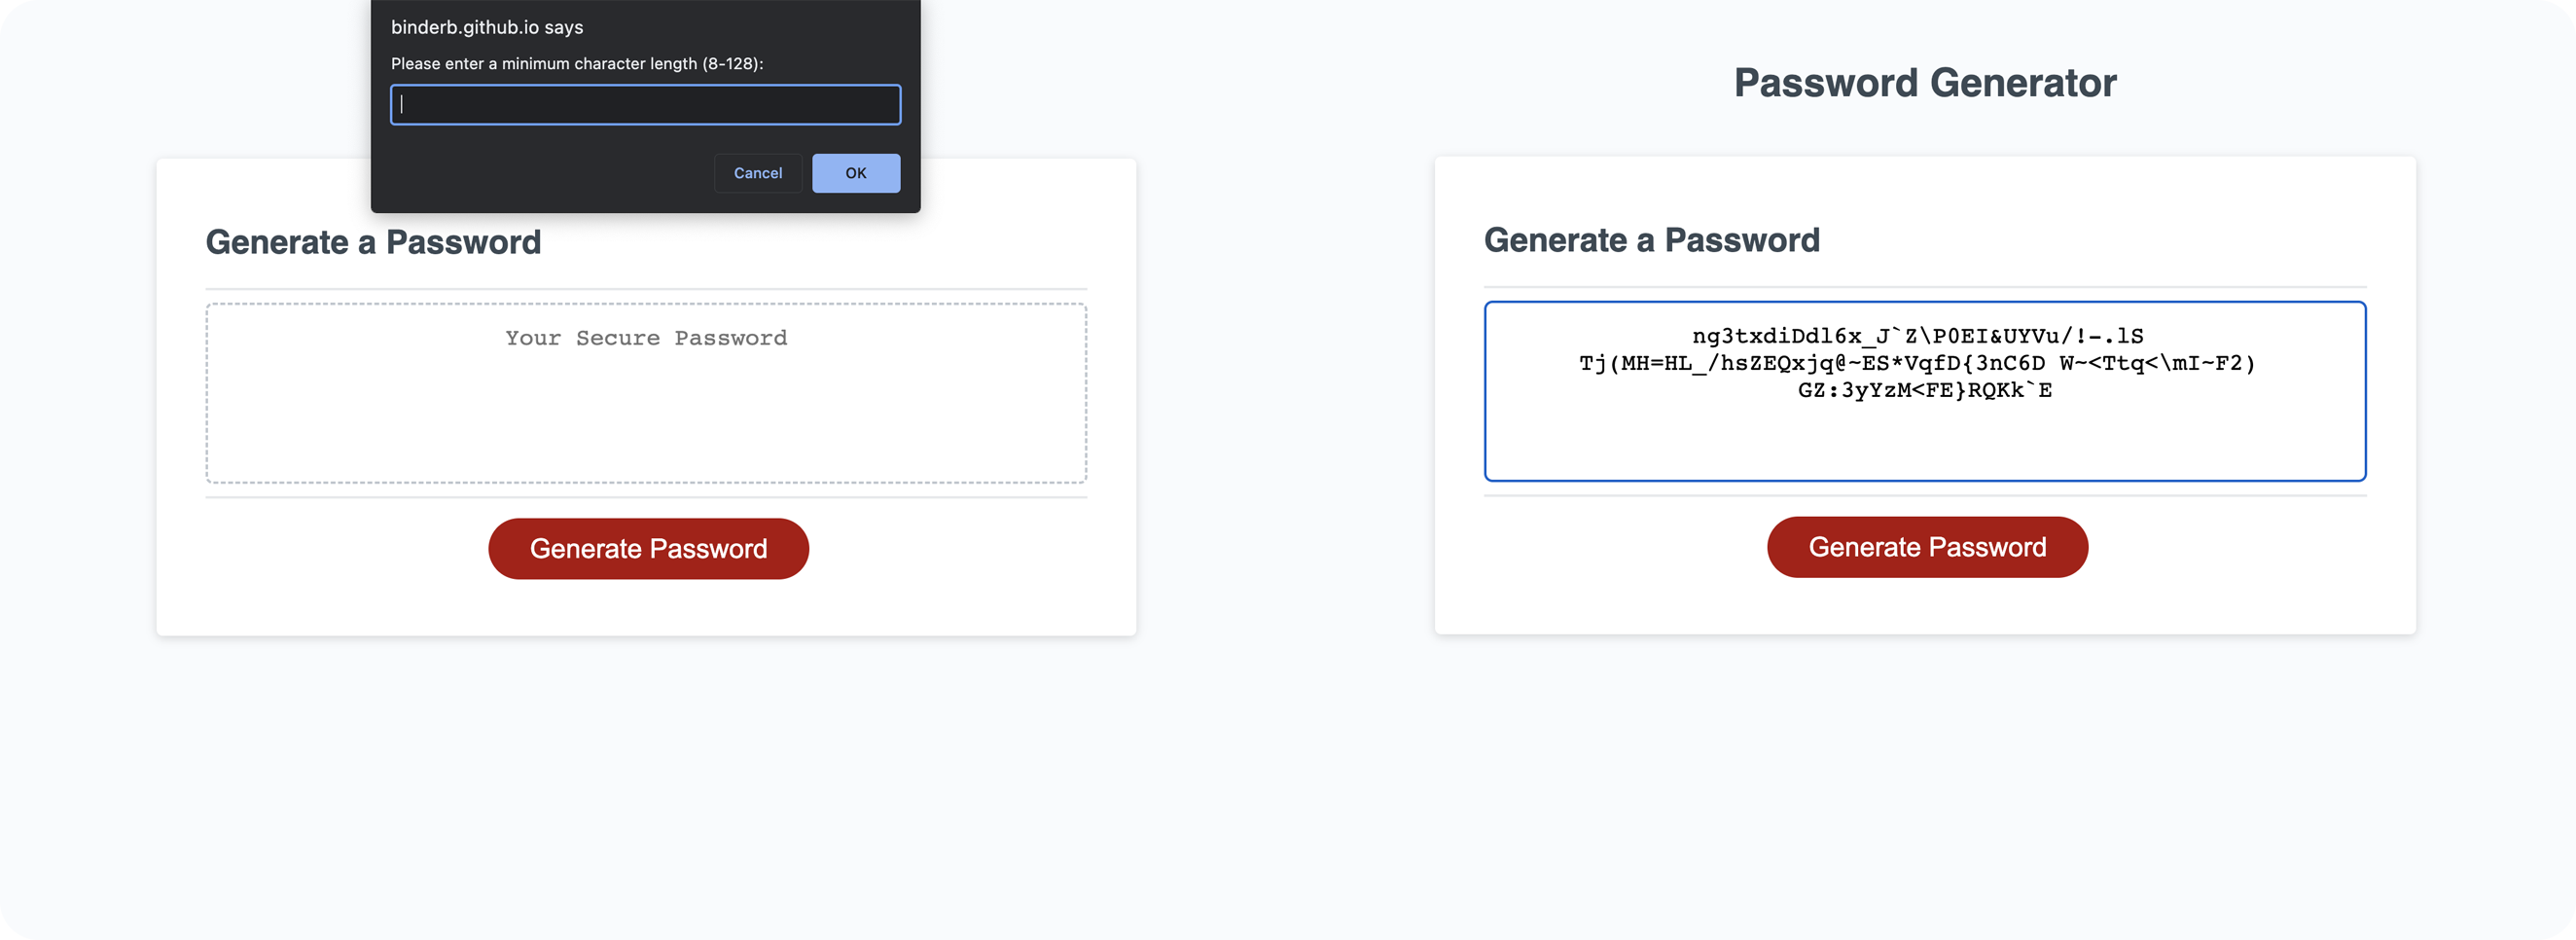 binderb.github.io says
Please enter a minimum character length (8-128):
Cancel
OK
Generate a Password
Your Secure Password
Generate Password
Password Generator
Generate a Password
ng3txdiDdl6x_J`Z\P0EI&UYVu/!-.lS
Tj(MH=HL_/hsZEQxjq@~ES*VqfD{3nC6D W~<Ttq<\mI~F2)
GZ:3yYzM<FE}RQKk`E
Generate Password